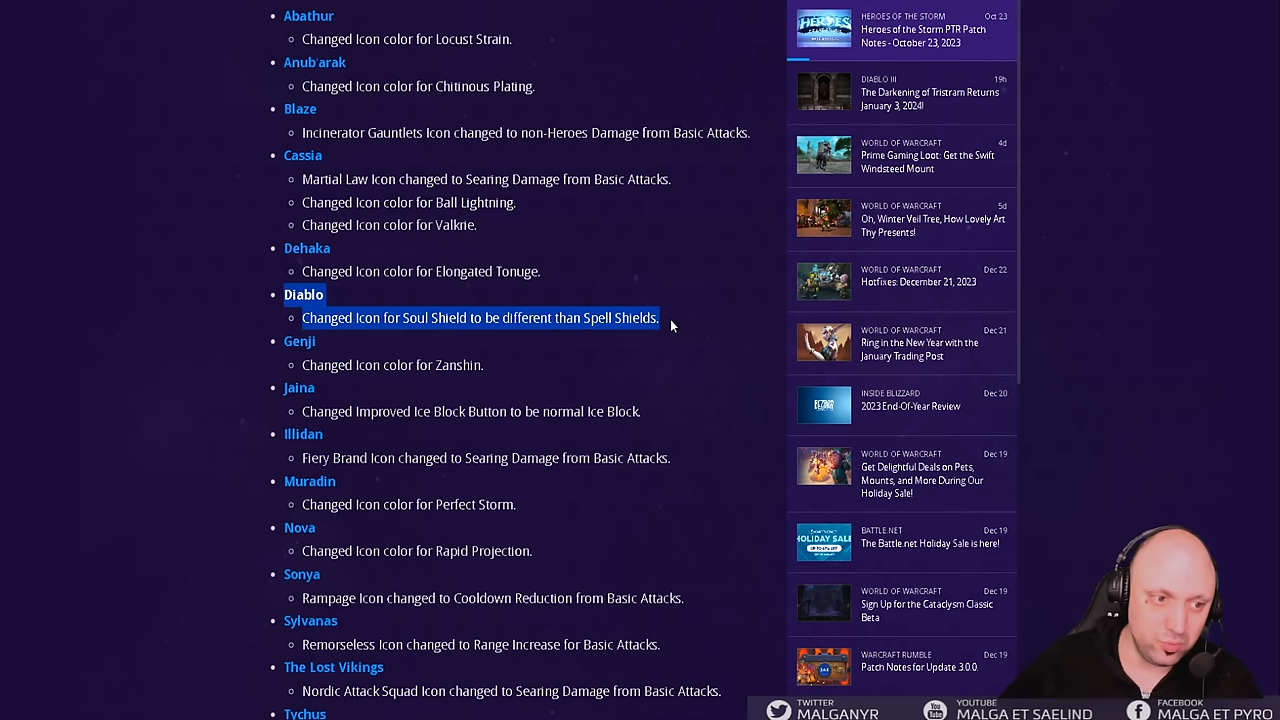 Abathur
Changed Icon color for Locust Strain.
Anub'arak
Changed Icon color for Chitinous Plating.
Blaze
Incinerator Gauntlets Icon changed to non-Heroes Damage from Basic Attacks.
Cassia
Martial Law Icon changed to Searing Damage from Basic Attacks.
Changed Icon color for Ball Lightning.
Changed Icon color for Valkrie.
Dehaka
Changed Icon color for Elongated Tonuge.
Diablo
Changed Icon for Soul Shield to be different than Spell Shields.
Genji
Changed Icon color for Zanshin.
Jaina
Changed Improved Ice Block Button to be normal Ice Block.
Illidan
Fiery Brand Icon changed to Searing Damage from Basic Attacks.
Muradin
Changed Icon color for Perfect Storm.
Nova
Changed Icon color for Rapid Projection.
Sonya
Rampage Icon changed to Cooldown Reduction from Basic Attacks.
Sylvanas
Remorseless Icon changed to Range Increase for Basic Attacks.
The Lost Vikings
Nordic Attack Squad Icon changed to Searing Damage from Basic Attacks.
Tychus
HEROES
HEROES OF THE STORM Oct 23
Heroes of the Storm PTR Patch
Notes - October 23, 2023
DIABLO III 19h
The Darkening of Tristram Returns
January 3, 2024!
WORLD OF WARCRAFT 4d
Prime Gaming Loot: Get the Swift
Windsteed Mount
WORLD OF WARCRAFT 5d
Oh, Winter Veil Tree, How Lovely Art
Thy Presents!
WORLD OF WARCRAFT Dec 22
Hotfixes: December 21, 2023
WORLD OF WARCRAFT Dec 21
Ring in the New Year with the
January Trading Post
INSIDE BLIZZARD Dec 20
2023 End-Of-Year Review
WORLD OF WARCRAFT Dec 19
Get Delightful Deals on Pets,
Mounts, and More During Our
Holiday Sale!
HOLIDAY SALE
BATTLE.NET Dec 19
The Battle.net Holiday Sale is here!
WORLD OF WARCRAFT Dec 19
Sign Up for the Cataclysm Classic
Beta
WARCRAFT RUMBLE Dec 19
Patch Notes for Update 3.0.0.
TWITTER
MALGANYR
You
Tube
YOUTUBE
MALGA ET SAELIND
FACEBOOK
MALGA ET PYRO